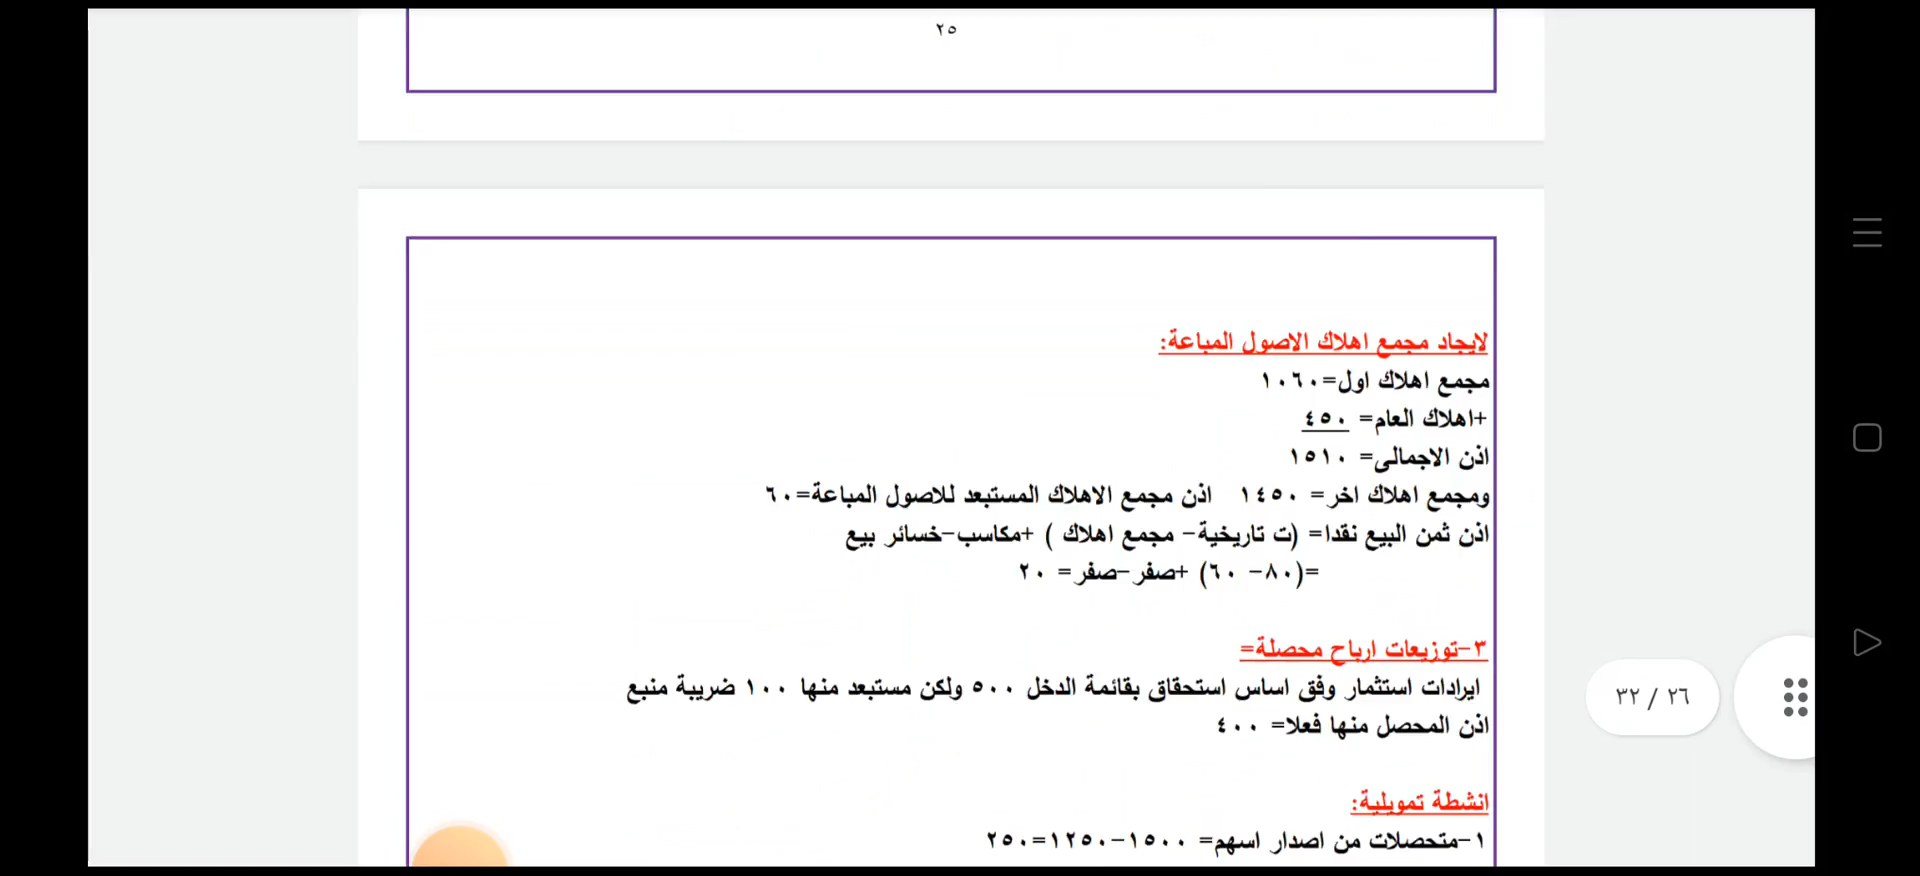 ٢٥
لايجاد مجمع اهلاك الاصول المباعة:
مجمع اهلاك اول=١٠٦٠
+اهلاك العام= ٤٥٠
اذن الاجمالى= ١٥١٠
ومجمع اهلاك اخر= ١٤٥٠ اذن مجمع الاهلاك المستبعد للاصول المباعة=٦٠
اذن ثمن البيع نقدا= (ت تاريخية- مجمع اهلاك ) +مكاسب-خسائر بيع
=(٨٠- ٦٠) +صفر-صفر= ٢٠
٣-توزيعات ارباح محصلة=
ايرادات استثمار وفق اساس استحقاق بقائمة الدخل ٥٠٠ ولكن مستبعد منها ١٠٠ ضريبة منبع
اذن المحصل منها فعلا= ٤٠٠
٢٦ / ٣٢
انشطة تمويلية:
١-متحصلات من اصدار اسهم= ١٥٠٠-١٢٥٠=٢٥٠